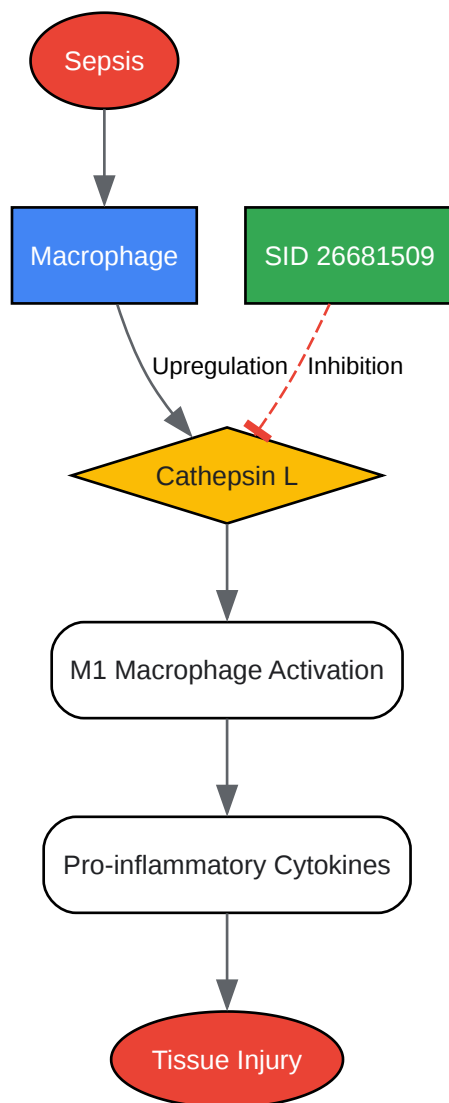 Sepsis
Macrophage
SID 26681509
Upregulation
Inhibition
Cathepsin L
M1 Macrophage Activation
Pro-inflammatory Cytokines
Tissue Injury